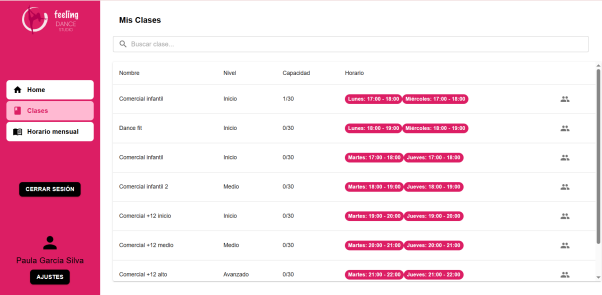 feeling
DANCE
STUDIO
Home
Clases
Horario mensual
CERRAR SESIÓN
Paula García Silva
AJUSTES
Mis Clases
Buscar clase...
Nombre Nivel Capacidad Horario
Comercial infantil Inicio 1/30 Lunes: 17:00 - 18:00 Miércoles: 17:00 - 18:00
Dance fit Inicio 0/30 Lunes: 18:00 - 19:00 Miércoles: 18:00 - 19:00
Comercial infantil Inicio 0/30 Martes: 17:00 - 18:00 Jueves: 17:00 - 18:00
Comercial infantil 2 Medio 0/30 Martes: 18:00 - 19:00 Jueves: 18:00 - 19:00
Comercial +12 inicio Inicio 0/30 Martes: 19:00 - 20:00 Jueves: 19:00 - 20:00
Comercial +12 medio Medio 0/30 Martes: 20:00 - 21:00 Jueves: 20:00 - 21:00
Comercial +12 alto Avanzado 0/30 Martes: 21:00 - 22:00 Jueves: 21:00 - 22:00